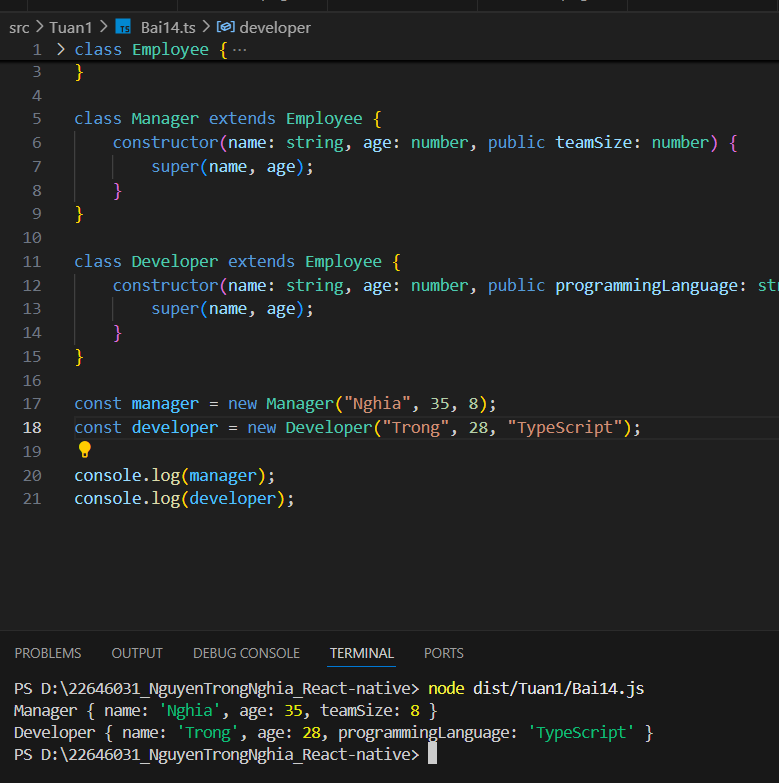 src > Tuan1 > TS Bai14.ts > developer
1 > class Employee { ···
3 }
4
5 class Manager extends Employee {
6 constructor(name: string, age: number, public teamSize: number) {
7 super(name, age);
8 }
9 }
10
11 class Developer extends Employee {
12 constructor(name: string, age: number, public programmingLanguage:
13 super(name, age);
14 }
15 }
16
17 const manager = new Manager("Nghia", 35, 8);
18 const developer = new Developer("Trong", 28, "TypeScript");
19
20 console.log(manager);
21 console.log(developer);
PROBLEMS OUTPUT DEBUG CONSOLE TERMINAL PORTS
PS D:\22646031_NguyenTrongNghia_React-native> node dist/Tuan1/Bai14.js
Manager { name: 'Nghia', age: 35, teamSize: 8 }
Developer { name: 'Trong', age: 28, programmingLanguage: 'TypeScript' }
PS D:\22646031_NguyenTrongNghia_React-native>